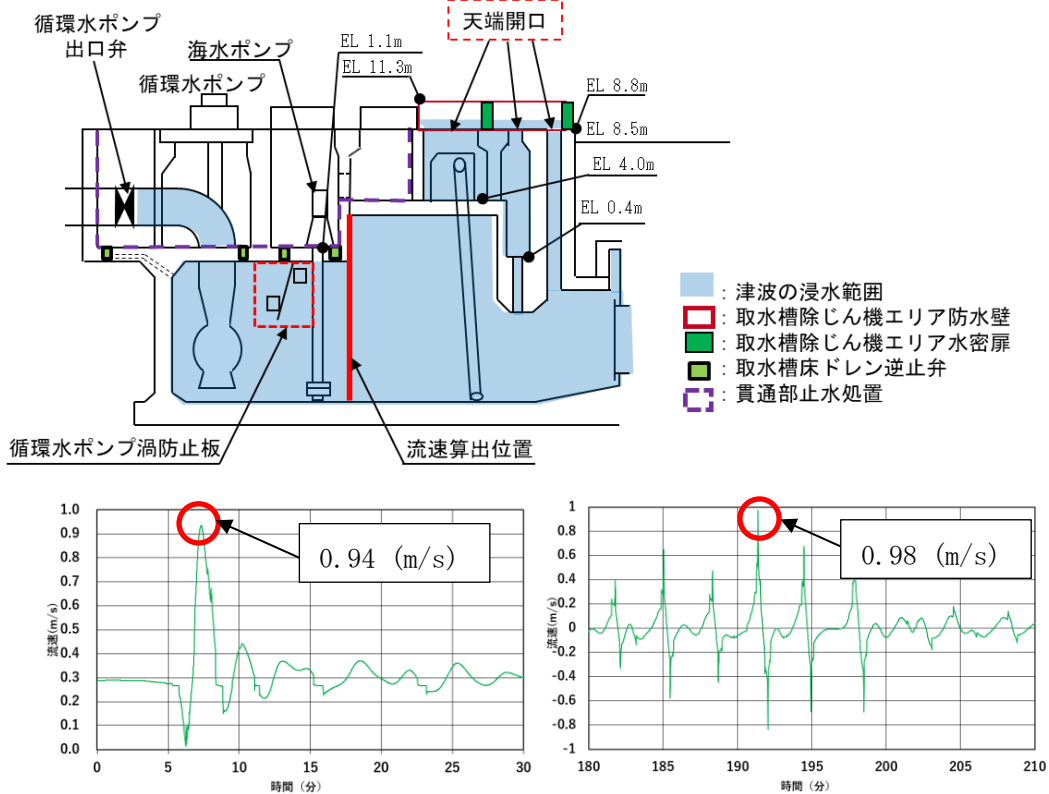 循環水ポンプ
出口弁
海水ポンプ
循環水ポンプ
EL 1.1m
EL 11.3m
天端開口
EL 8.8m
EL 8.5m
EL 4.0m
EL 0.4m
：津波の浸水範囲
：取水槽除じん機エリア防水壁
：取水槽除じん機エリア水密扉
：取水槽床ドレン逆止弁
：貫通部止水処置
循環水ポンプ渦防止板
流速算出位置
流速(m/s)
1.0
0.9
0.8
0.7
0.6
0.5
0.4
0.3
0.2
0.1
0.0
0 5 10 15 20 25 30
時間（分）
0.94 (m/s)
流速(m/s)
1
0.8
0.6
0.4
0.2
0
-0.2
-0.4
-0.6
-0.8
-1
180 185 190 195 200 205 210
時間（分）
0.98 (m/s)